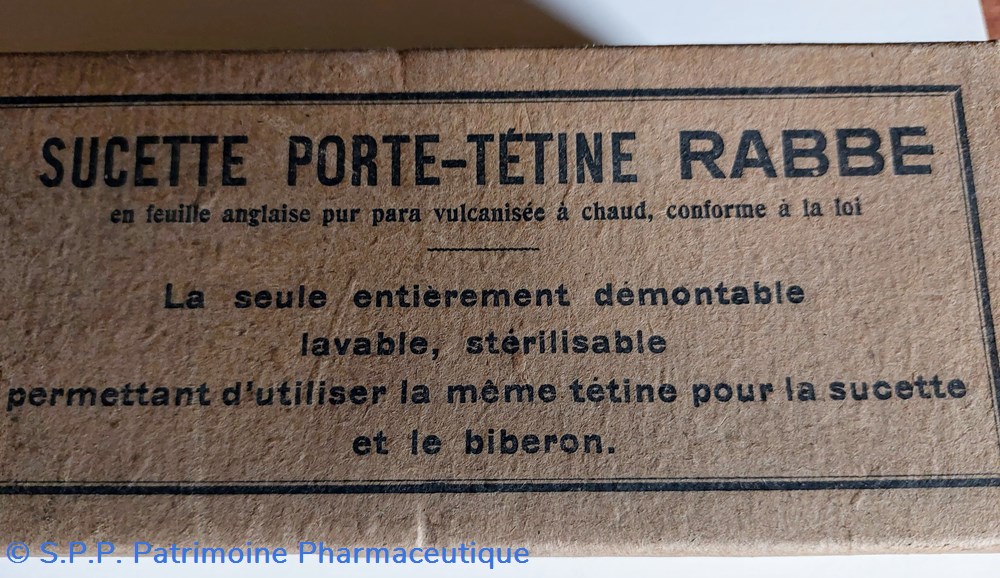 SUCETTE PORTE-TÉTINE RABBE
en feuille anglaise pur para vulcanisée à chaud, conforme à la loi
La seule entièrement démontable
lavable, stérilisable
permettant d'utiliser la même tétine pour la sucette
et le biberon.
© S.P.P. Patrimoine Pharmaceutique